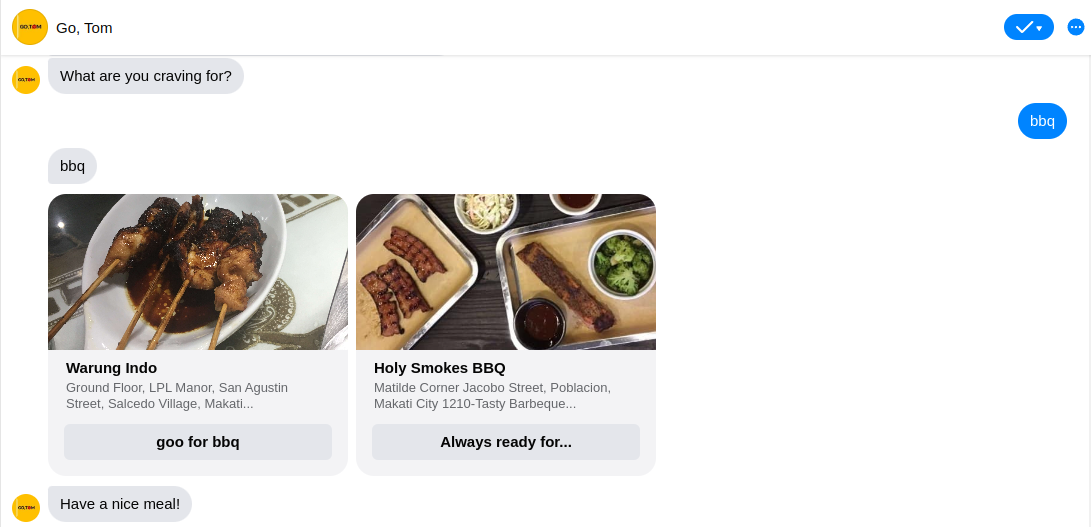 GO,TOM
Go, Tom
What are you craving for?
GO,TOM
bbq
bbq
Warung Indo
Ground Floor, LPL Manor, San Agustin
Street, Salcedo Village, Makati...
goo for bbq
Holy Smokes BBQ
Matilde Corner Jacobo Street, Poblacion,
Makati City 1210-Tasty Barbeque...
Always ready for...
Have a nice meal!
GO,TOM